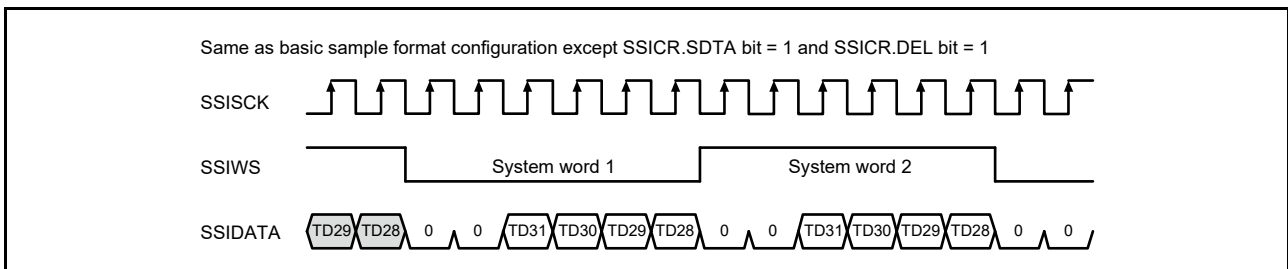 Same as basic sample format configuration except SSICR.SDTA bit = 1 and SSICR.DEL bit = 1
SSISCK
SSIWS System word 1 System word 2
SSIDATA TD29 TD28 0 0 TD31 TD30 TD29 TD28 0 0 TD31 TD30 TD29 TD28 0 0